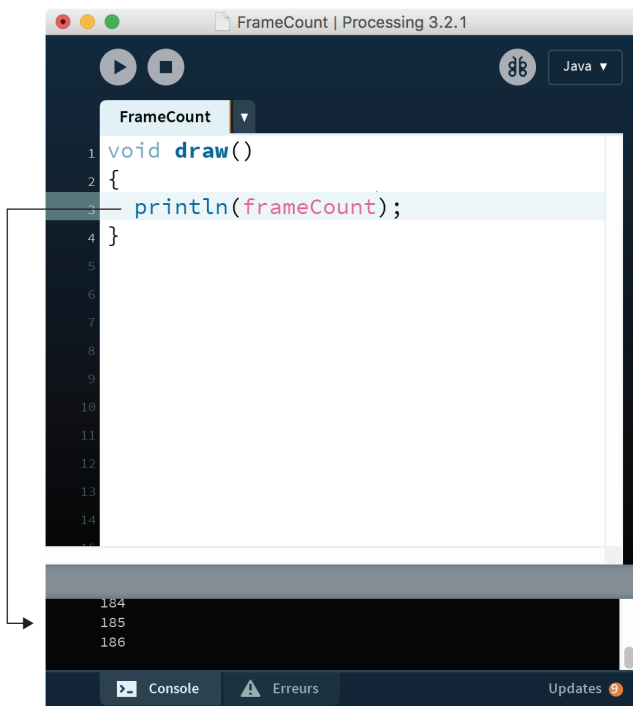 FrameCount | Processing 3.2.1
Java ▼
FrameCount ▼
1 void draw()
2 {
3 println(frameCount);
4 }
5
6
7
8
9
10
11
12
13
14
184
185
186
Console Erreurs Updates 9